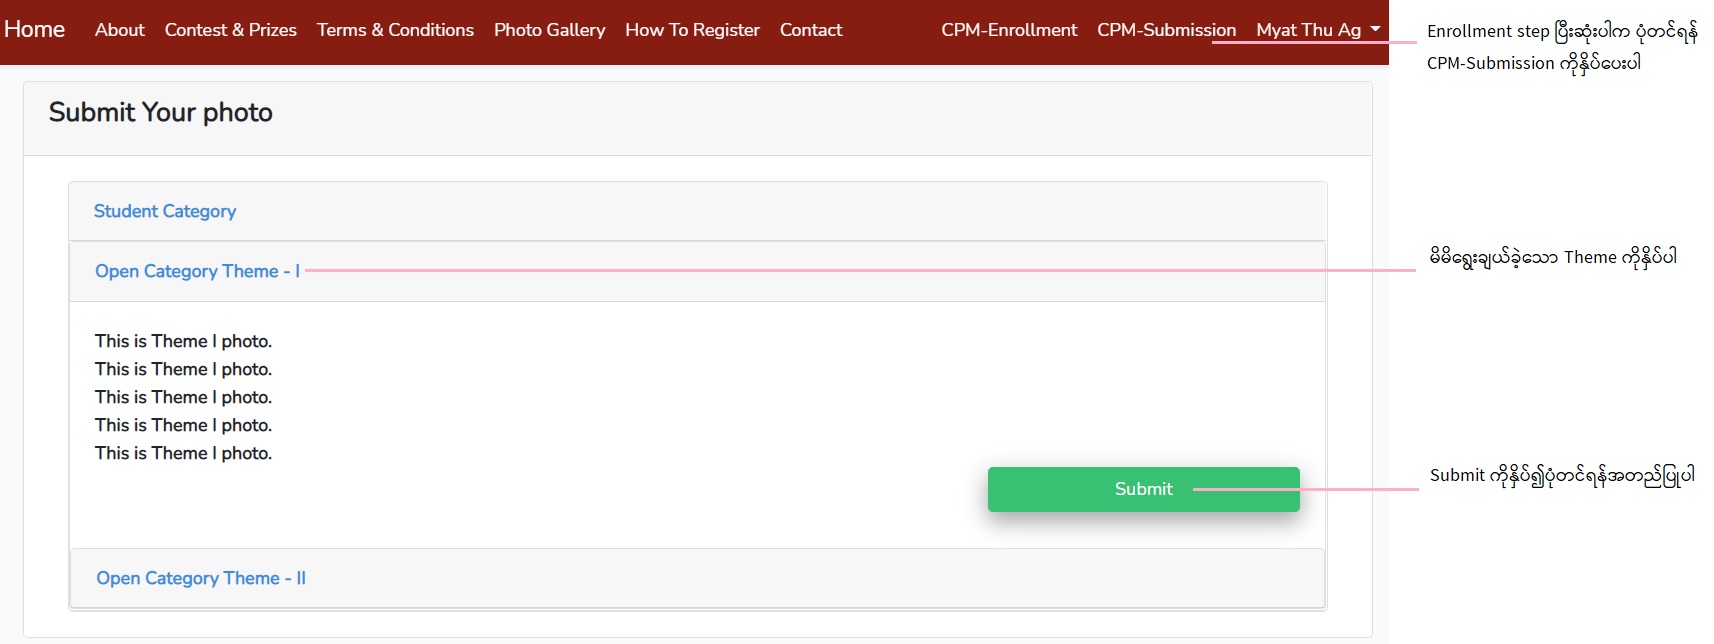 Home About Contest & Prizes Terms & Conditions Photo Gallery How To Register Contact CPM-Enrollment CPM-Submission Myat Thu Ag
Enrollment step ပြီးဆုံးပါက ပုံတင်ရန်
CPM-Submission ကိုနှိပ်ပေးပါ
Submit Your photo
Student Category
Open Category Theme - I
မိမိရွေးချယ်ခဲ့သော Theme ကိုနှိပ်ပါ
This is Theme I photo.
This is Theme I photo.
This is Theme I photo.
This is Theme I photo.
This is Theme I photo.
Submit
Submit ကိုနှိပ်၍ပုံတင်ရန်အတည်ပြုပါ
Open Category Theme - II